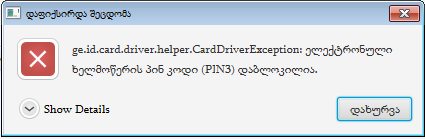 დაფიქსირდა შეცდომა
ge.id.card.driver.helper.CardDriverException: ელექტრონული
ხელმოწერის პინ კოდი (PIN3) დაბლოკილია.
Show Details
დახურვა